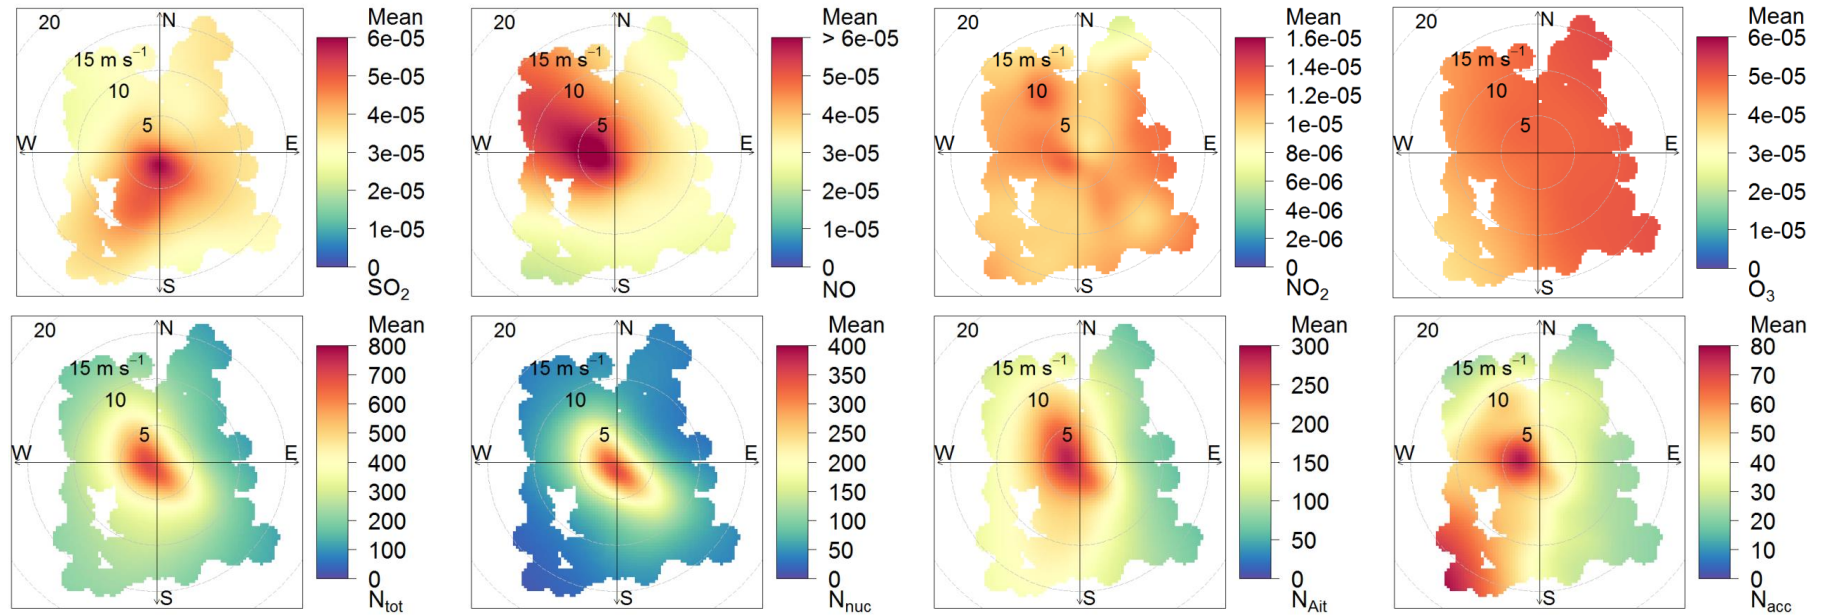 20
N
15 m s⁻¹
10
5
W
E
S
Mean
6e-05
5e-05
4e-05
3e-05
2e-05
1e-05
0
SO₂
20
N
15 m s⁻¹
10
5
W
E
S
Mean
> 6e-05
5e-05
4e-05
3e-05
2e-05
1e-05
0
NO
20
N
15 m s⁻¹
10
5
W
E
S
Mean
1.6e-05
1.4e-05
1.2e-05
1e-05
8e-06
6e-06
4e-06
2e-06
0
NO₂
20
N
15 m s⁻¹
10
5
W
E
S
Mean
6e-05
5e-05
4e-05
3e-05
2e-05
1e-05
0
O₃
20
N
15 m s⁻¹
10
5
W
E
S
Mean
800
700
600
500
400
300
200
100
0
N_tot
20
N
15 m s⁻¹
10
5
W
E
S
Mean
400
350
300
250
200
150
100
50
0
N_nuc
20
N
15 m s⁻¹
10
5
W
E
S
Mean
300
250
200
150
100
50
0
N_Ait
20
N
15 m s⁻¹
10
5
W
E
S
Mean
80
70
60
50
40
30
20
10
0
N_acc